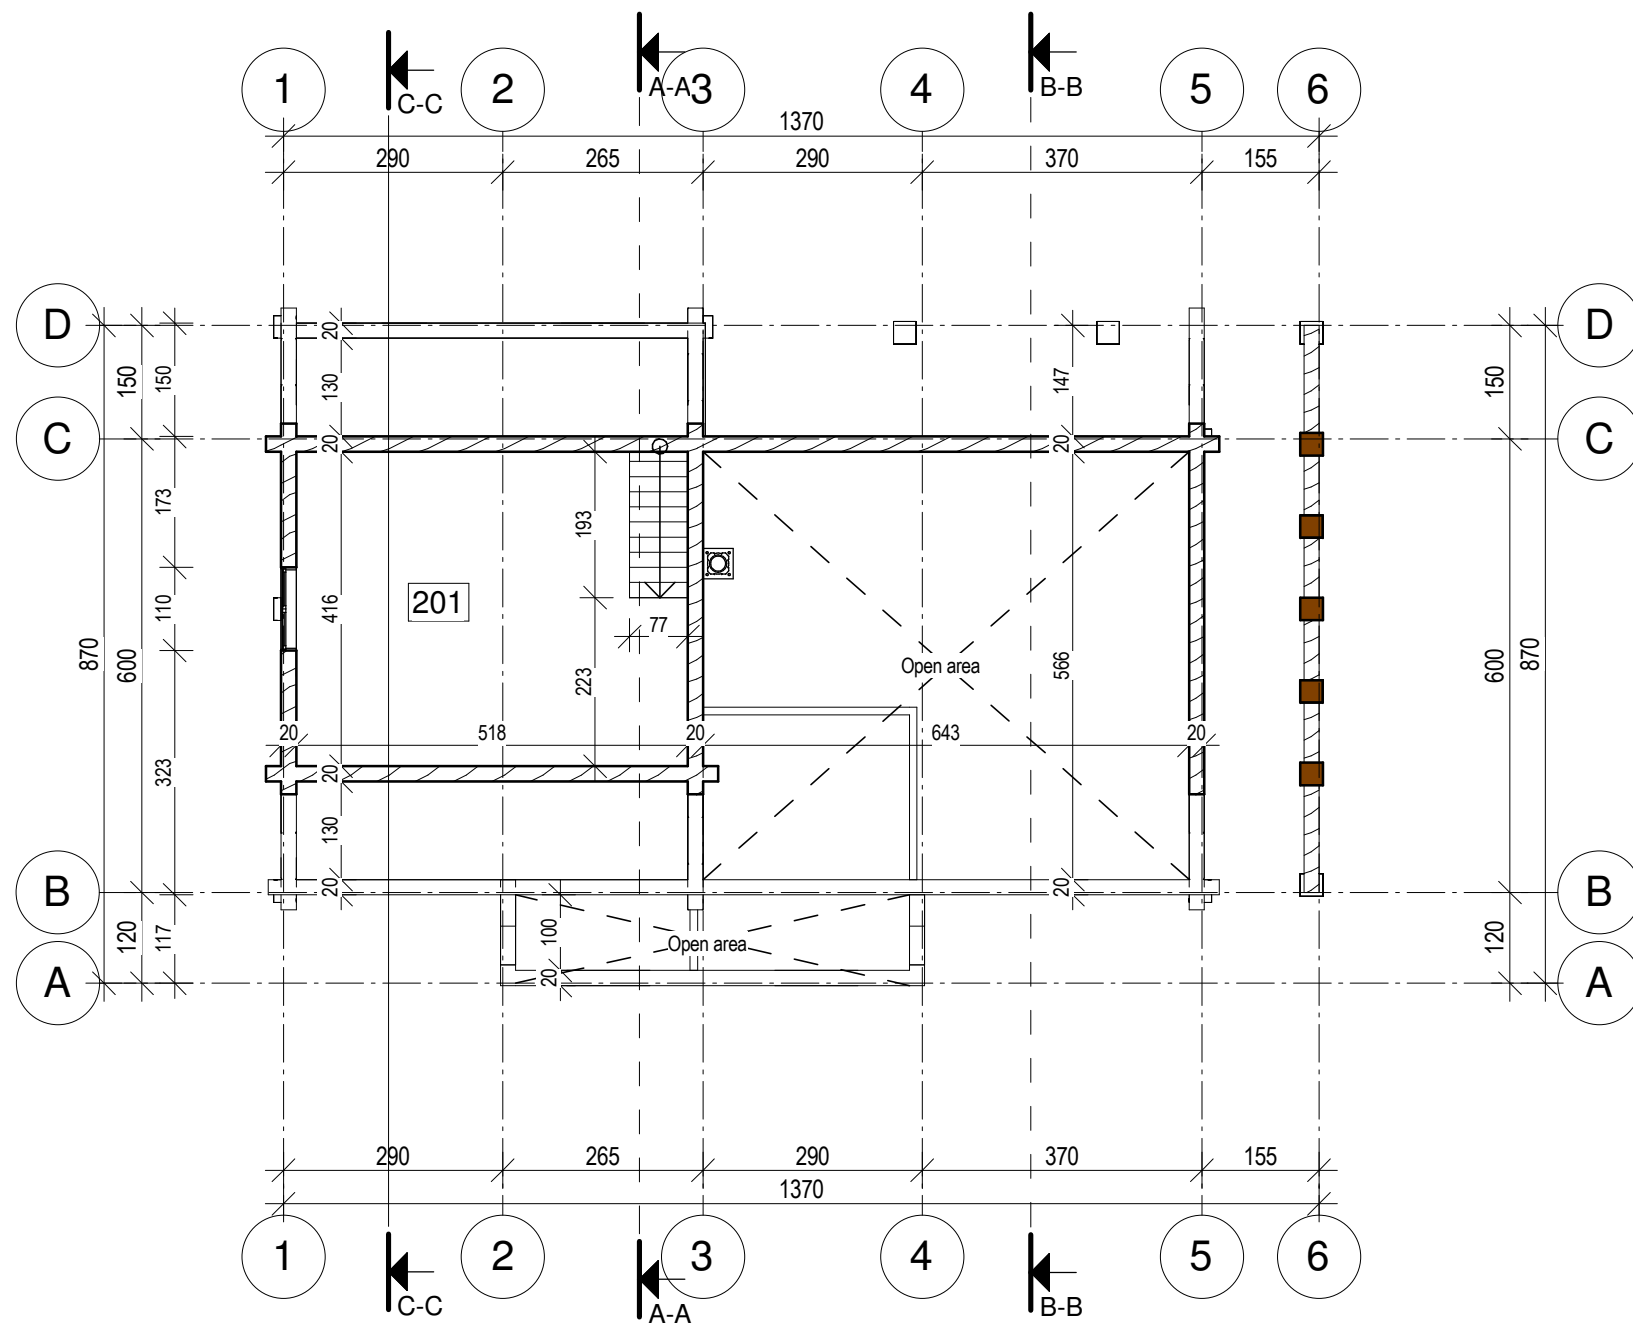 1 2 A-A 3 4 5 6
C-C B-B
1370
290 265 290 370 155
D 20 D
150 150 130 147 150
C 20 20 C
173 193
110 416 201 77
870 600 Open area 566 600 870
223
20 518 20 643 20
323 20
130
B 20 20 B
120 117 100 Open area 120
A 20 A
290 265 290 370 155
1370
1 2 3 4 5 6
C-C A-A B-B